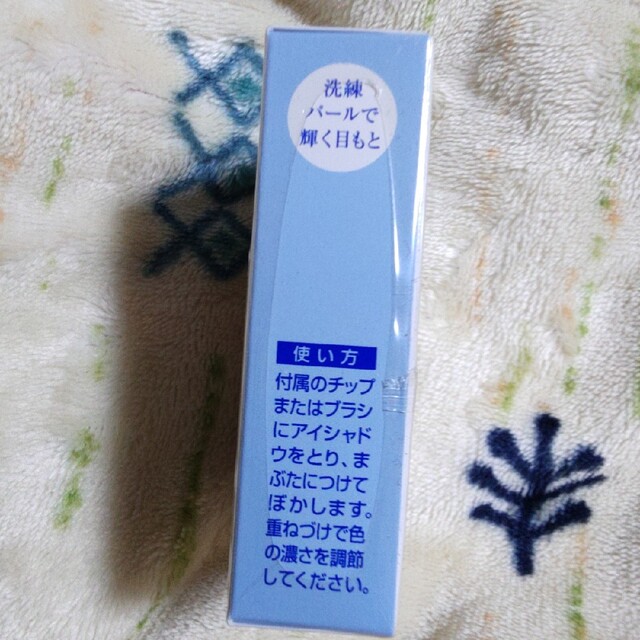 洗練
パールで
輝く目もと
使い方
付属のチップ
またはブラシ
にアイシャド
ウをとり、ま
ぶたにつけて
ぼかします。
重ねづけで色
の濃さを調節
してください。